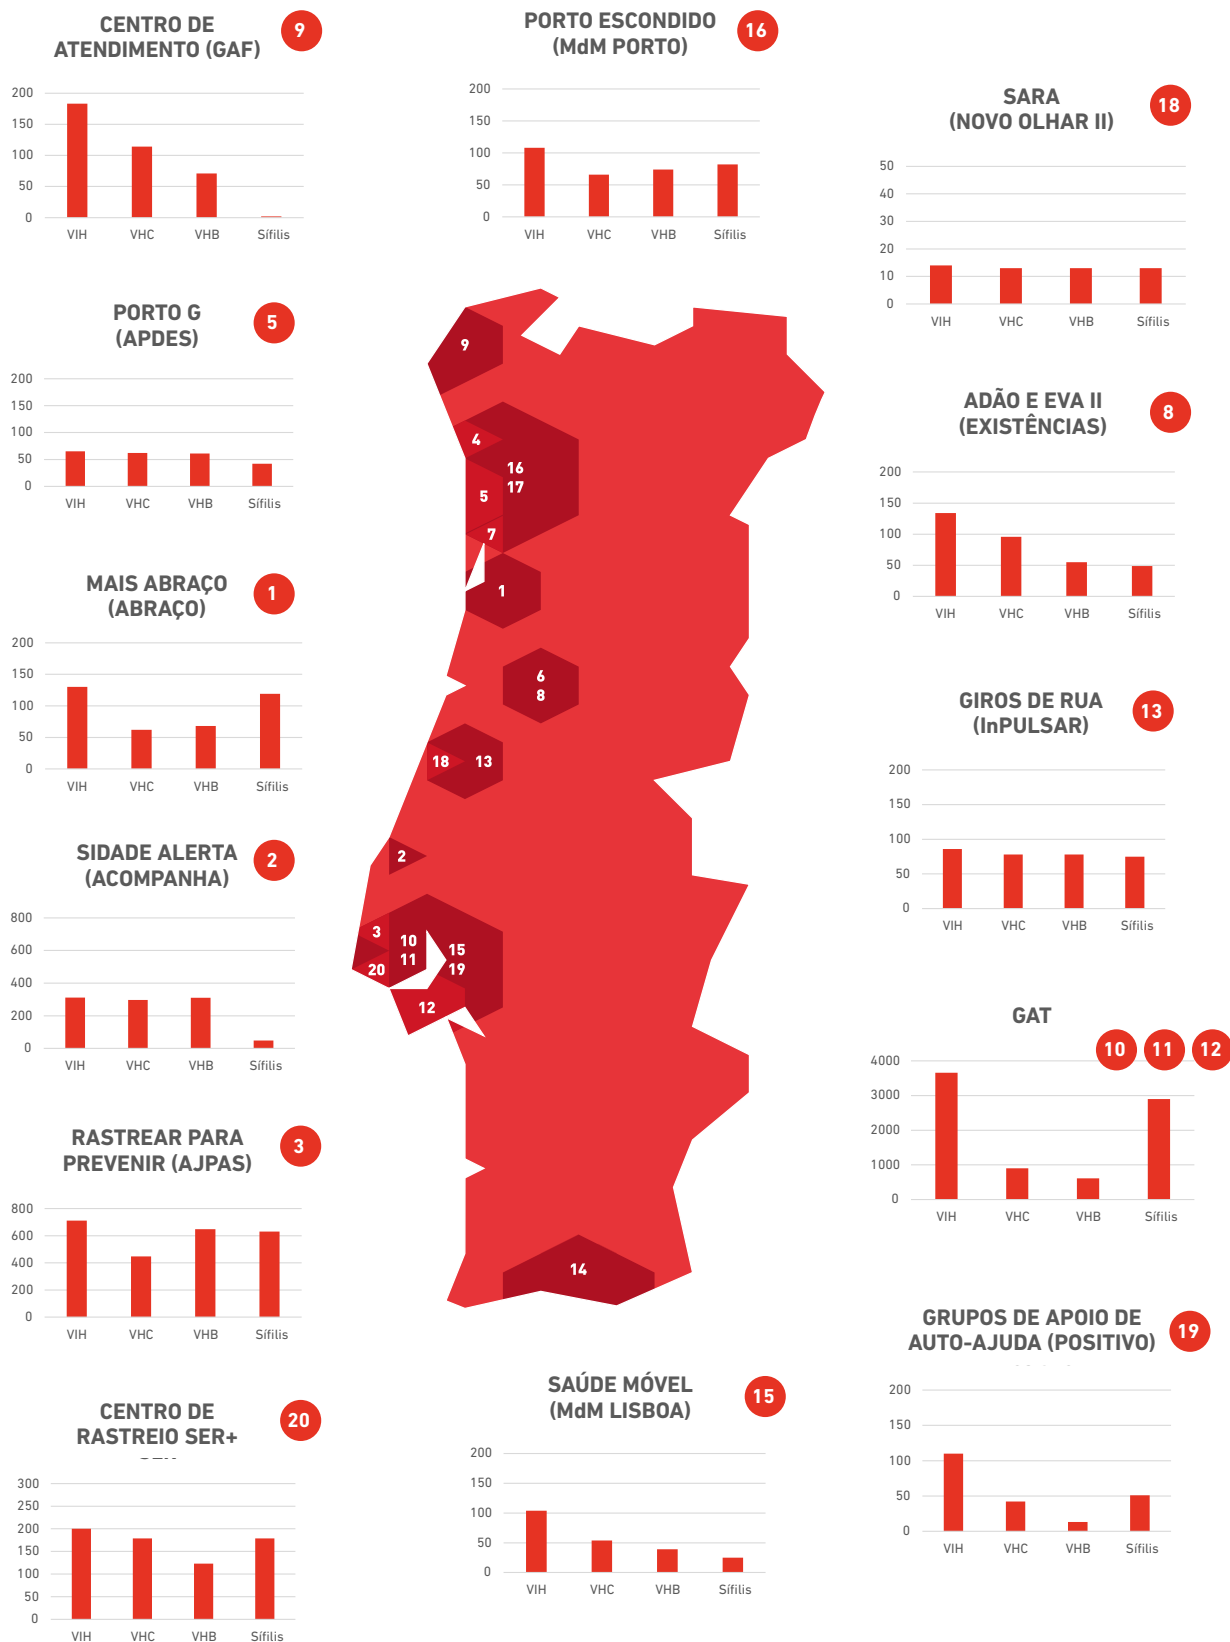 CENTRO DE
ATENDIMENTO (GAF)
9
200
150
100
50
0
VIH VHC VHB Sífilis
PORTO ESCONDIDO
(MdM PORTO)
16
200
150
100
50
0
VIH VHC VHB Sífilis
SARA
(NOVO OLHAR II)
18
50
40
30
20
10
0
VIH VHC VHB Sífilis
PORTO G
(APDES)
5
200
150
100
50
0
VIH VHC VHB Sífilis
ADÃO E EVA II
(EXISTÊNCIAS)
8
200
150
100
50
0
VIH VHC VHB Sífilis
MAIS ABRAÇO
(ABRAÇO)
1
200
150
100
50
0
VIH VHC VHB Sífilis
GIROS DE RUA
(InPULSAR)
13
200
150
100
50
0
VIH VHC VHB Sífilis
SIDADE ALERTA
(ACOMPANHA)
2
800
600
400
200
0
VIH VHC VHB Sífilis
GAT
10 11 12
4000
3000
2000
1000
0
VIH VHC VHB Sífilis
RASTREAR PARA
PREVENIR (AJPAS)
3
800
600
400
200
0
VIH VHC VHB Sífilis
GRUPOS DE APOIO DE
AUTO-AJUDA (POSITIVO)
19
200
150
100
50
0
VIH VHC VHB Sífilis
CENTRO DE
RASTREIO SER+
20
300
250
200
150
100
50
0
VIH VHC VHB Sífilis
SAÚDE MÓVEL
(MdM LISBOA)
15
200
150
100
50
0
VIH VHC VHB Sífilis
9
4
16
17
5
7
1
6
8
18 13
2
3
10
11
15
19
20
12
14